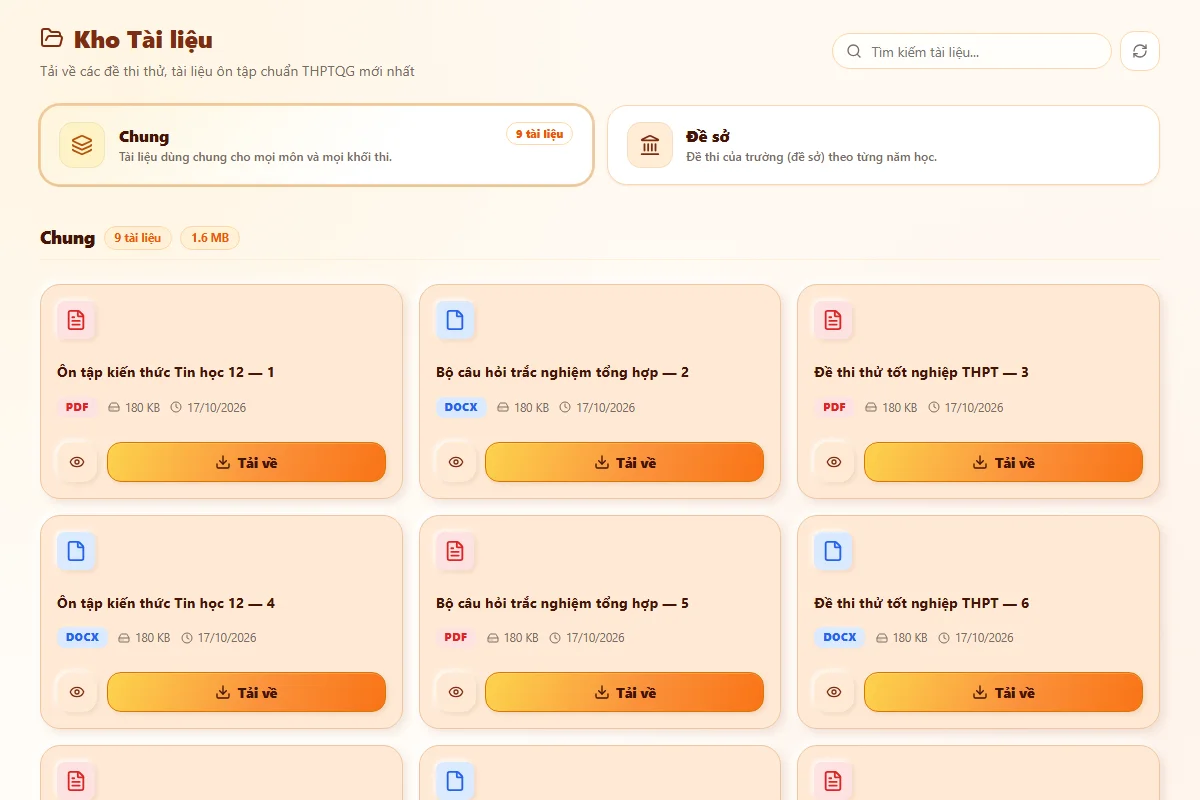 Kho Tài liệu
Tải về các đề thi thử, tài liệu ôn tập chuẩn THPTQG mới nhất
Tìm kiếm tài liệu...
Chung
9 tài liệu
Tài liệu dùng chung cho mọi môn và mọi khối thi.
Đề sở
Đề thi của trường (đề sở) theo từng năm học.
Chung 9 tài liệu 1.6 MB
Ôn tập kiến thức Tin học 12 — 1
PDF 180 KB 17/10/2026
Tải về
Bộ câu hỏi trắc nghiệm tổng hợp — 2
DOCX 180 KB 17/10/2026
Tải về
Đề thi thử tốt nghiệp THPT — 3
PDF 180 KB 17/10/2026
Tải về
Ôn tập kiến thức Tin học 12 — 4
DOCX 180 KB 17/10/2026
Tải về
Bộ câu hỏi trắc nghiệm tổng hợp — 5
PDF 180 KB 17/10/2026
Tải về
Đề thi thử tốt nghiệp THPT — 6
DOCX 180 KB 17/10/2026
Tải về